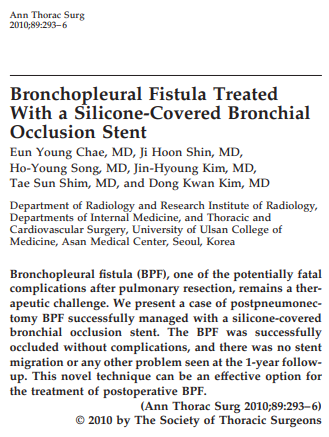 Ann Thorac Surg
2010;89:293–6
Bronchopleural Fistula Treated
With a Silicone-Covered Bronchial
Occlusion Stent
Eun Young Chae, MD, Ji Hoon Shin, MD,
Ho-Young Song, MD, Jin-Hyoung Kim, MD,
Tae Sun Shim, MD, and Dong Kwan Kim, MD
Department of Radiology and Research Institute of Radiology,
Departments of Internal Medicine, and Thoracic and
Cardiovascular Surgery, University of Ulsan College of
Medicine, Asan Medical Center, Seoul, Korea
Bronchopleural fistula (BPF), one of the potentially fatal
complications after pulmonary resection, remains a ther-
apeutic challenge. We present a case of postpneumonec-
tomy BPF successfully managed with a silicone-covered
bronchial occlusion stent. The BPF was successfully
occluded without complications, and there was no stent
migration or any other problem seen at the 1-year follow-
up. This novel technique can be an effective option for
the treatment of postoperative BPF.
(Ann Thorac Surg 2010;89:293–6)
© 2010 by The Society of Thoracic Surgeons